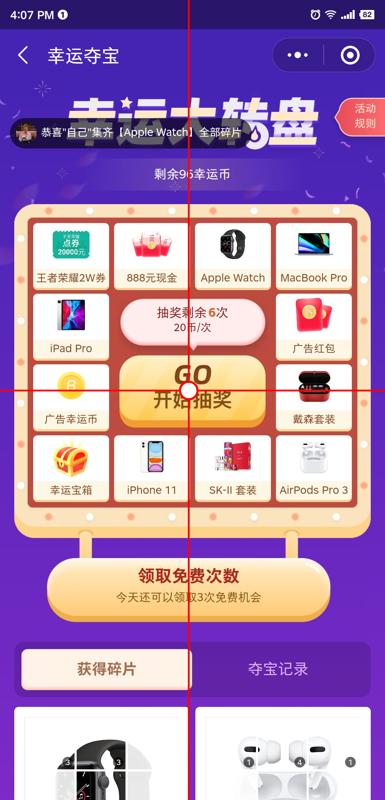 4:07 PM 1
82
幸运夺宝
幸运大转盘
活动
规则
恭喜"自己"集齐【Apple Watch】全部碎片
剩余96幸运币
点券
20000元
王者荣耀2W券
888元现金
Apple Watch
MacBook Pro
iPad Pro
抽奖剩余6次
20币/次
广告红包
GO
开始抽奖
B
广告幸运币
戴森套装
幸运宝箱
iPhone 11
SK-II 套装
AirPods Pro 3
领取免费次数
今天还可以领取3次免费机会
获得碎片
夺宝记录
3 3
1 4 1